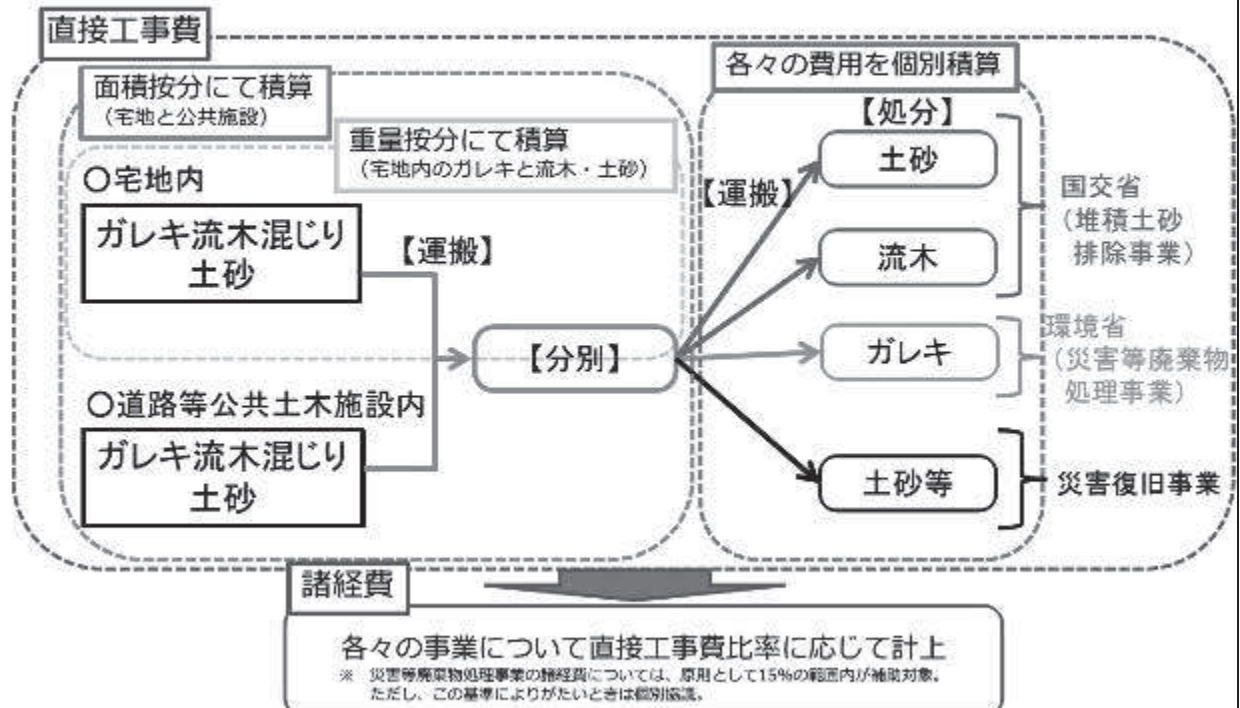 直接工事費
面積按分にて積算
(宅地と公共施設)
重量按分にて積算
(宅地内のガレキと流木・土砂)
〇宅地内
ガレキ流木混じり
土砂
【運搬】
〇道路等公共土木施設内
ガレキ流木混じり
土砂
【分別】
各々の費用を個別積算
【処分】
【運搬】
土砂
流木
ガレキ
土砂等
国交省
(堆積土砂
排除事業)
環境省
(災害等廃棄物
処理事業)
災害復旧事業
諸経費
各々の事業について直接工事費比率に応じて計上
※ 災害等廃棄物処理事業の諸経費については、原則として15%の範囲内が補助対象。
ただし、この基準によりがたいときは個別協議。